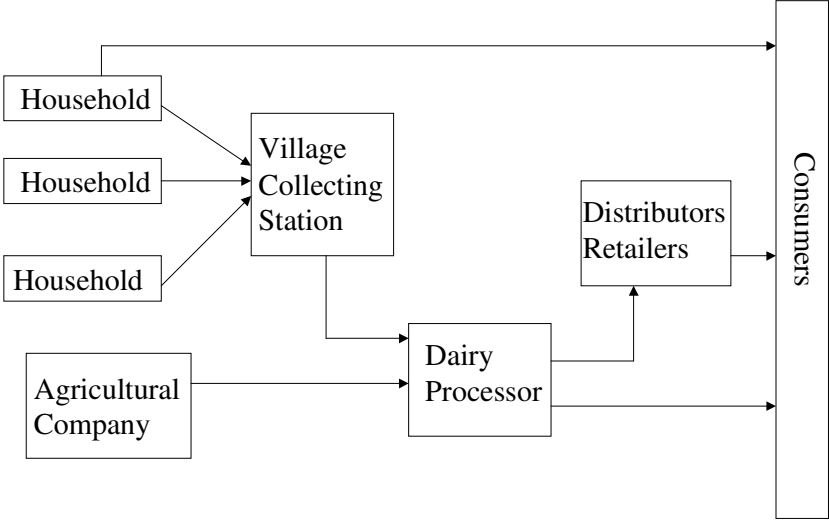 Household
Household
Household
Village
Collecting
Station
Agricultural
Company
Dairy
Processor
Distributors
Retailers
Consumers